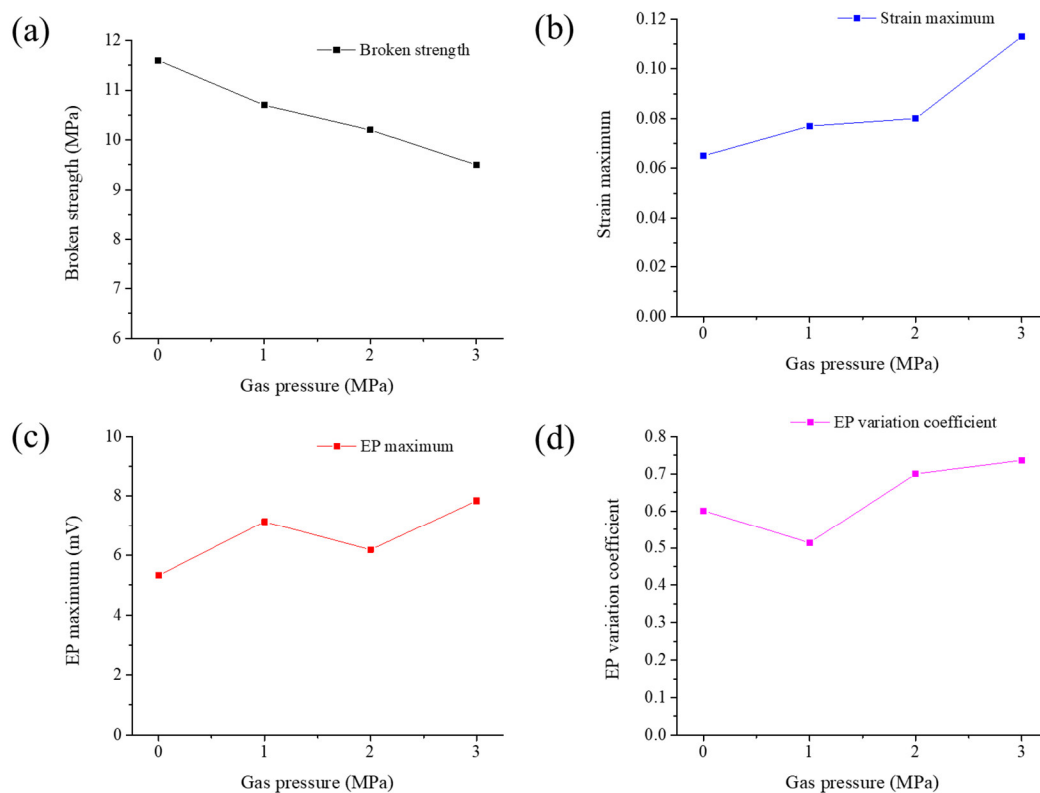 (a)
Broken strength
12
11
10
9
8
7
6
0 1 2 3
Broken strength (MPa)
Gas pressure (MPa)
(b)
Strain maximum
0.12
0.10
0.08
0.06
0.04
0.02
0.00
0 1 2 3
Strain maximum
Gas pressure (MPa)
(c)
EP maximum
10
8
6
4
2
0
0 1 2 3
EP maximum (mV)
Gas pressure (MPa)
(d)
EP variation coefficient
0.8
0.7
0.6
0.5
0.4
0.3
0.2
0.1
0.0
0 1 2 3
EP variation coefficient
Gas pressure (MPa)